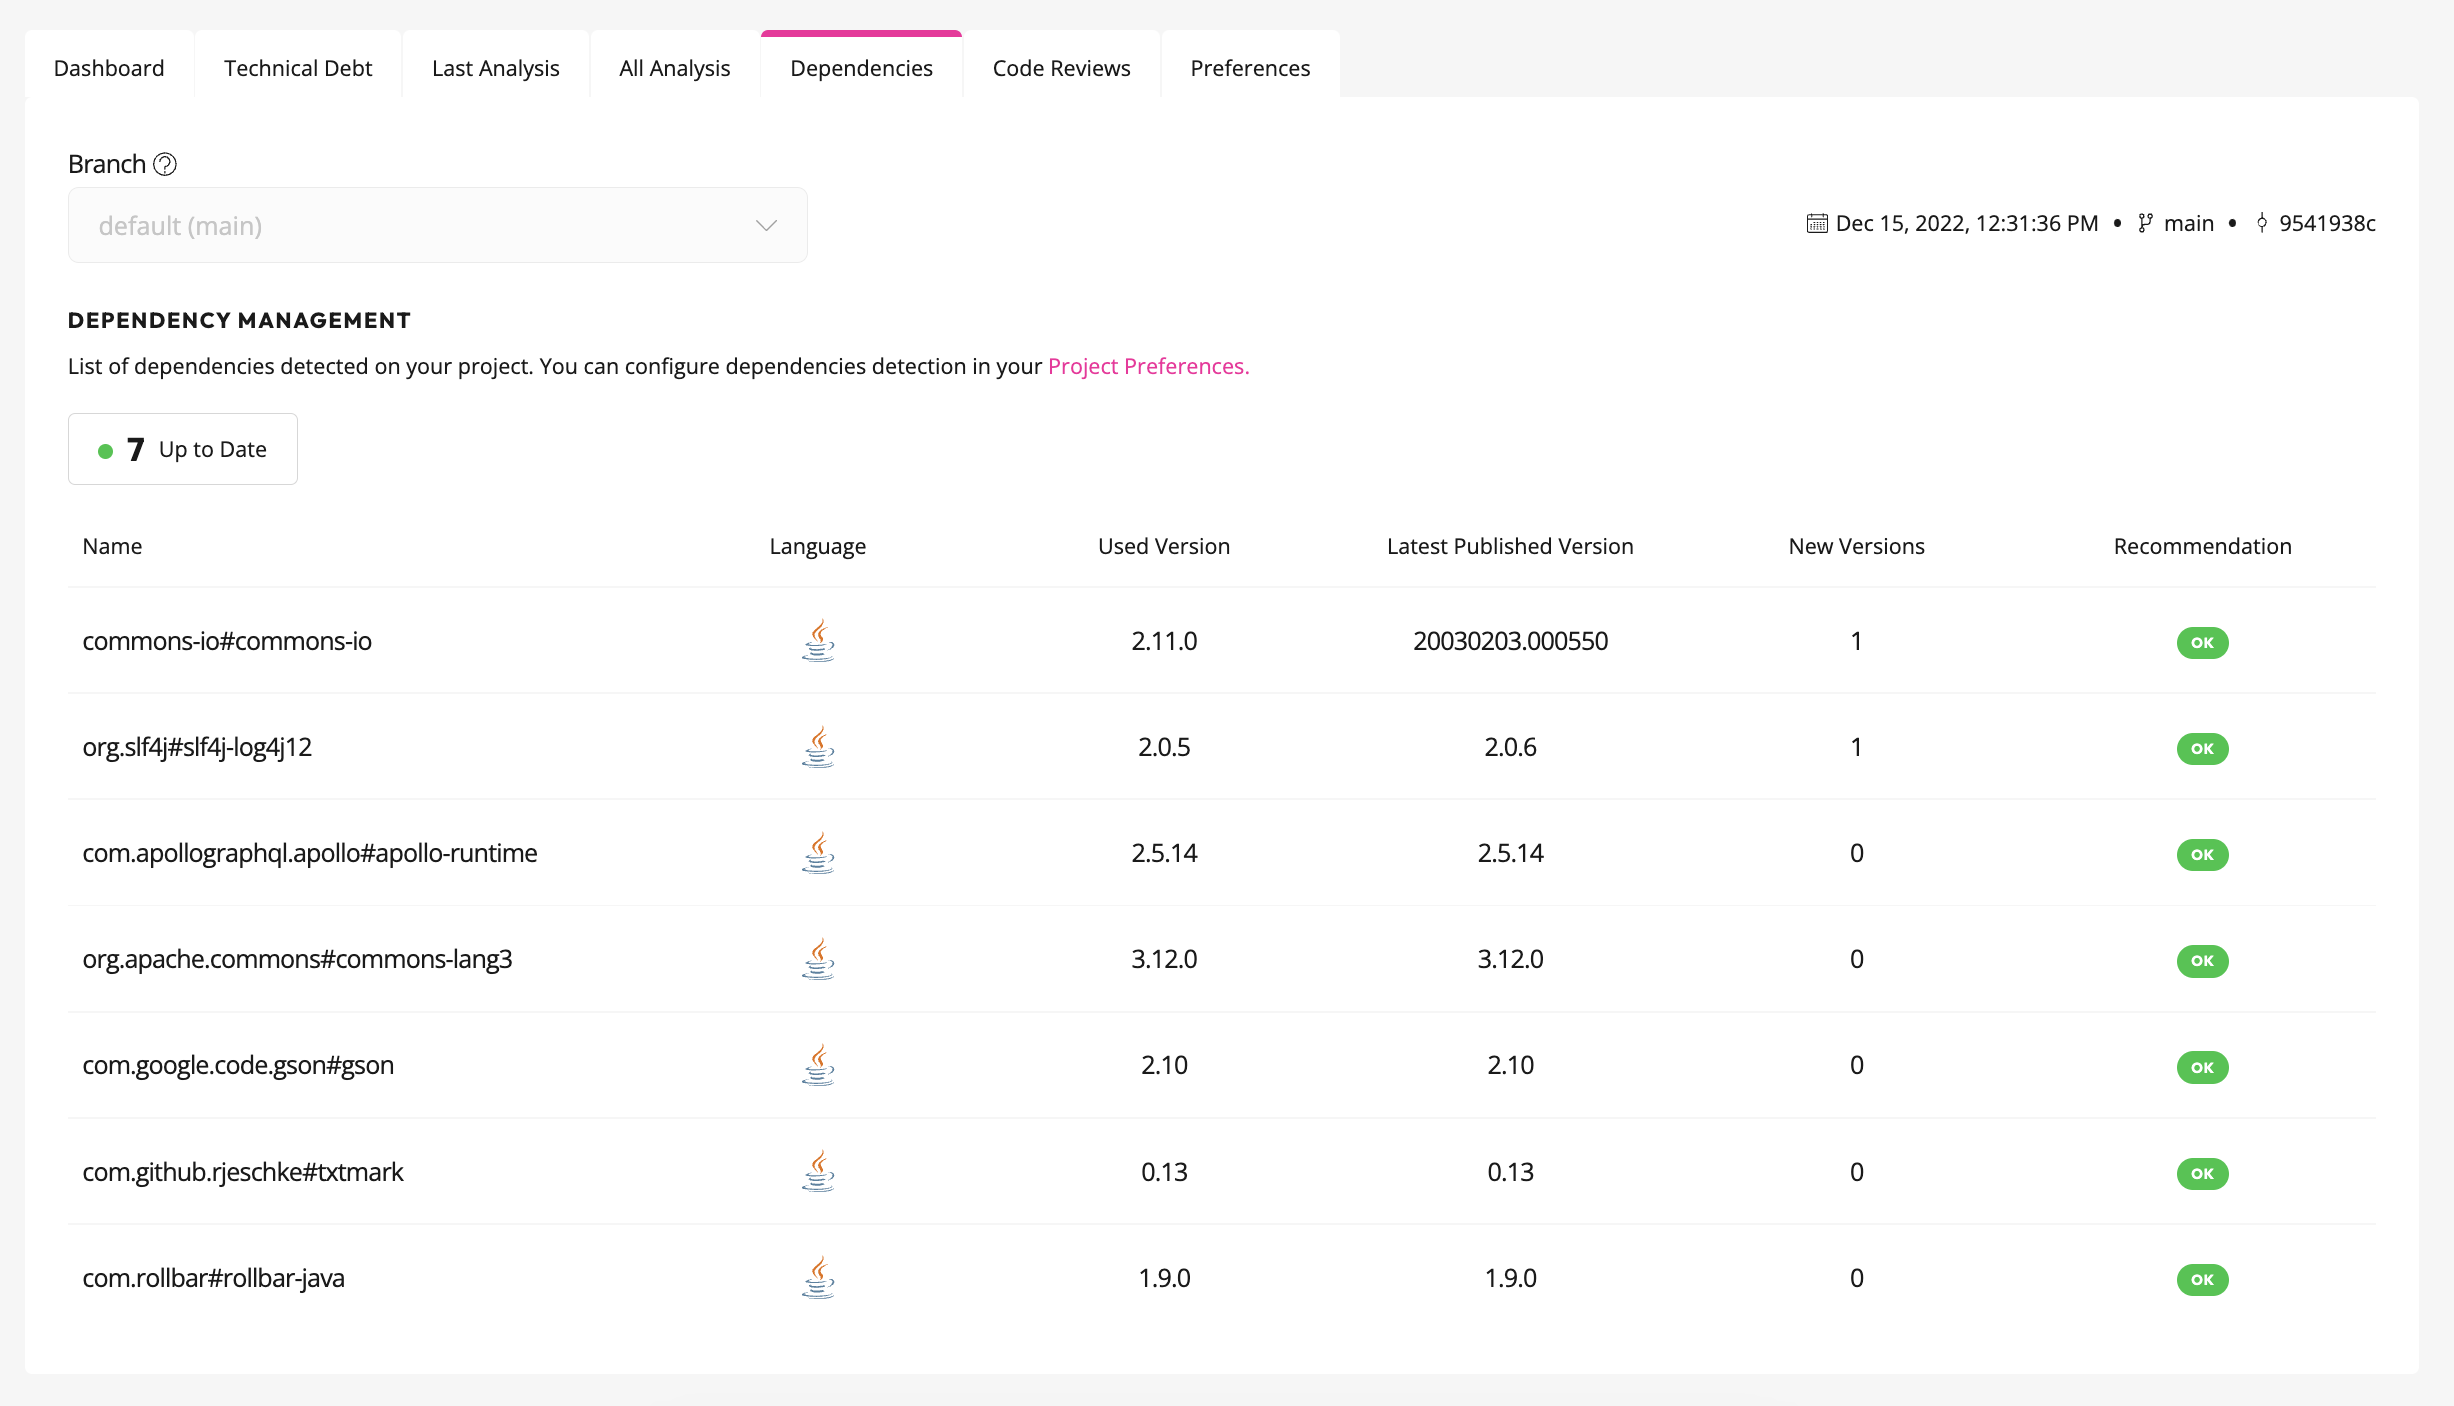 Dashboard Technical Debt Last Analysis All Analysis Dependencies Code Reviews Preferences
Branch ?
default (main)
Dec 15, 2022, 12:31:36 PM • main • 9541938c
DEPENDENCY MANAGEMENT
List of dependencies detected on your project. You can configure dependencies detection in your Project Preferences.
7 Up to Date
Name Language Used Version Latest Published Version New Versions Recommendation
commons-io#commons-io 2.11.0 20030203.000550 1 OK
org.slf4j#slf4j-log4j12 2.0.5 2.0.6 1 OK
com.apollographql.apollo#apollo-runtime 2.5.14 2.5.14 0 OK
org.apache.commons#commons-lang3 3.12.0 3.12.0 0 OK
com.google.code.gson#gson 2.10 2.10 0 OK
com.github.rjeschke#txtmark 0.13 0.13 0 OK
com.rollbar#rollbar-java 1.9.0 1.9.0 0 OK